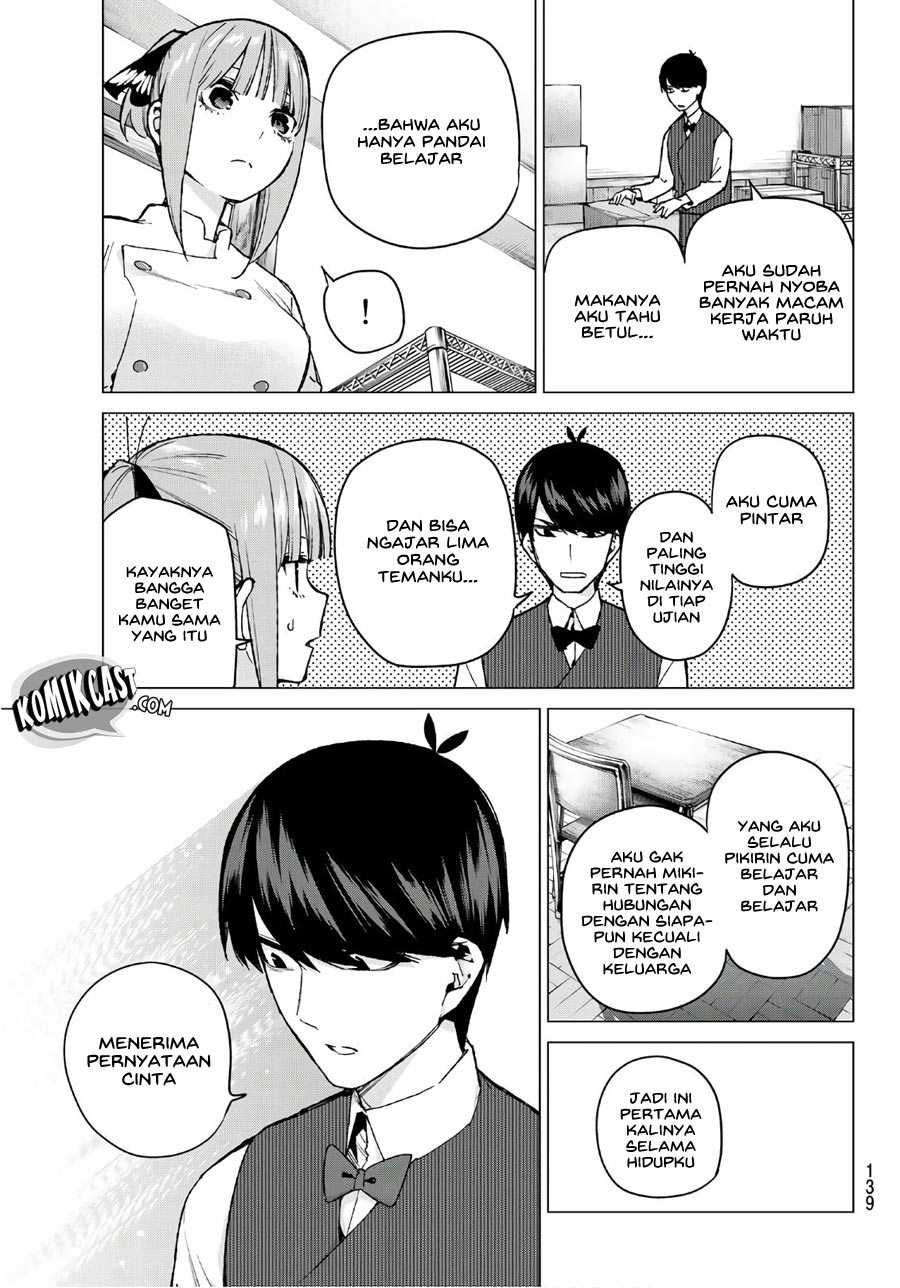 AKU SUDAH
PERNAH NYOBA
BANYAK MACAM
KERJA PARUH
WAKTU
MAKANYA
AKU TAHU
BETUL...
...BAHWA AKU
HANYA PANDAI
BELAJAR
!
AKU CUMA
PINTAR
DAN
PALING
TINGGI
NILAINYA
DI TIAP
UJIAN
DAN BISA
NGAJAR LIMA
ORANG
TEMANKU...
KAYAKNYA
BANGGA
BANGET
KAMU SAMA
YANG ITU
KOMIKCAST
.COM
YANG AKU
SELALU
PIKIRIN CUMA
BELAJAR
DAN
BELAJAR
AKU GAK
PERNAH MIKI-
RIN TENTANG
HUBUNGAN
DENGAN SIAPA-
PUN KECUALI
DENGAN
KELUARGA
JADI INI
PERTAMA
KALINYA
SELAMA
HIDUPKU
MENERIMA
PERNYATAAN
CINTA
139